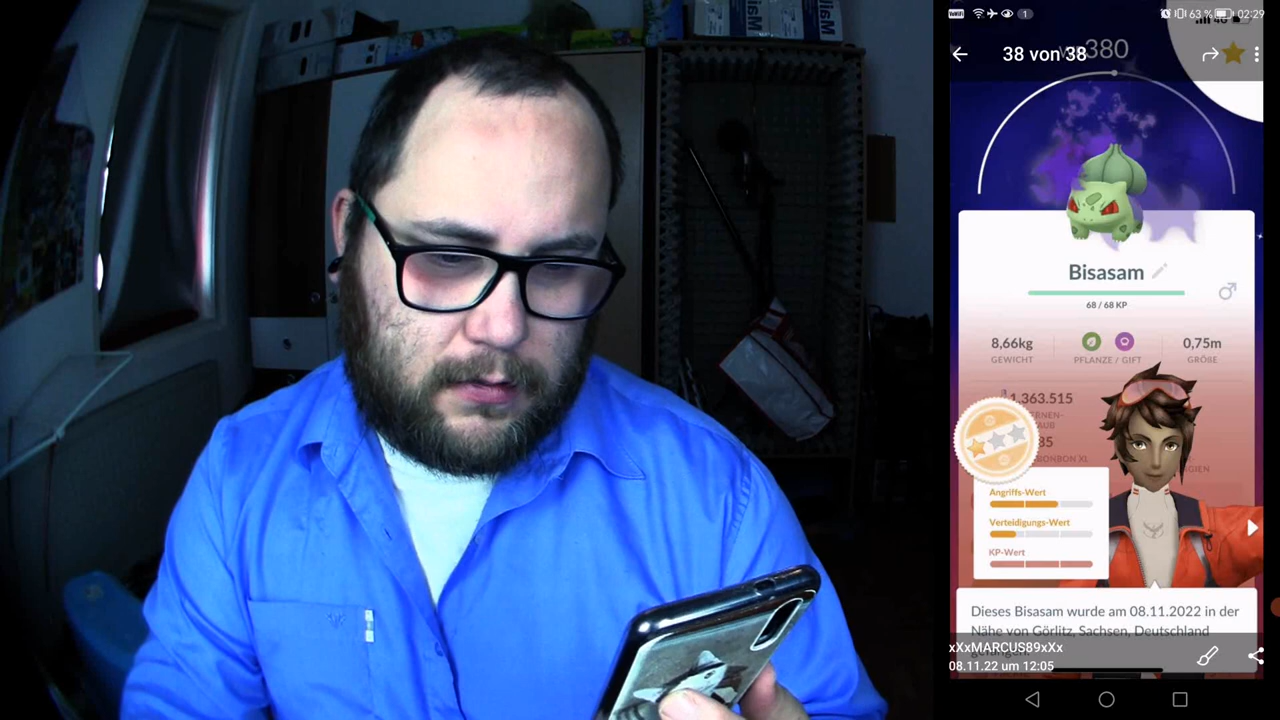 VoWiFi
1
63 %
02:29
38 von 38
380
Bisasam
68 / 68 KP
8,66kg
GEWICHT
PFLANZE / GIFT
0,75m
GRÖßE
1.363.515
Angriffs-Wert
Verteidigungs-Wert
KP-Wert
Dieses Bisasam wurde am 08.11.2022 in der
Nähe von Görlitz, Sachsen, Deutschland
xXxMARCUS89xXx
08.11.22 um 12:05